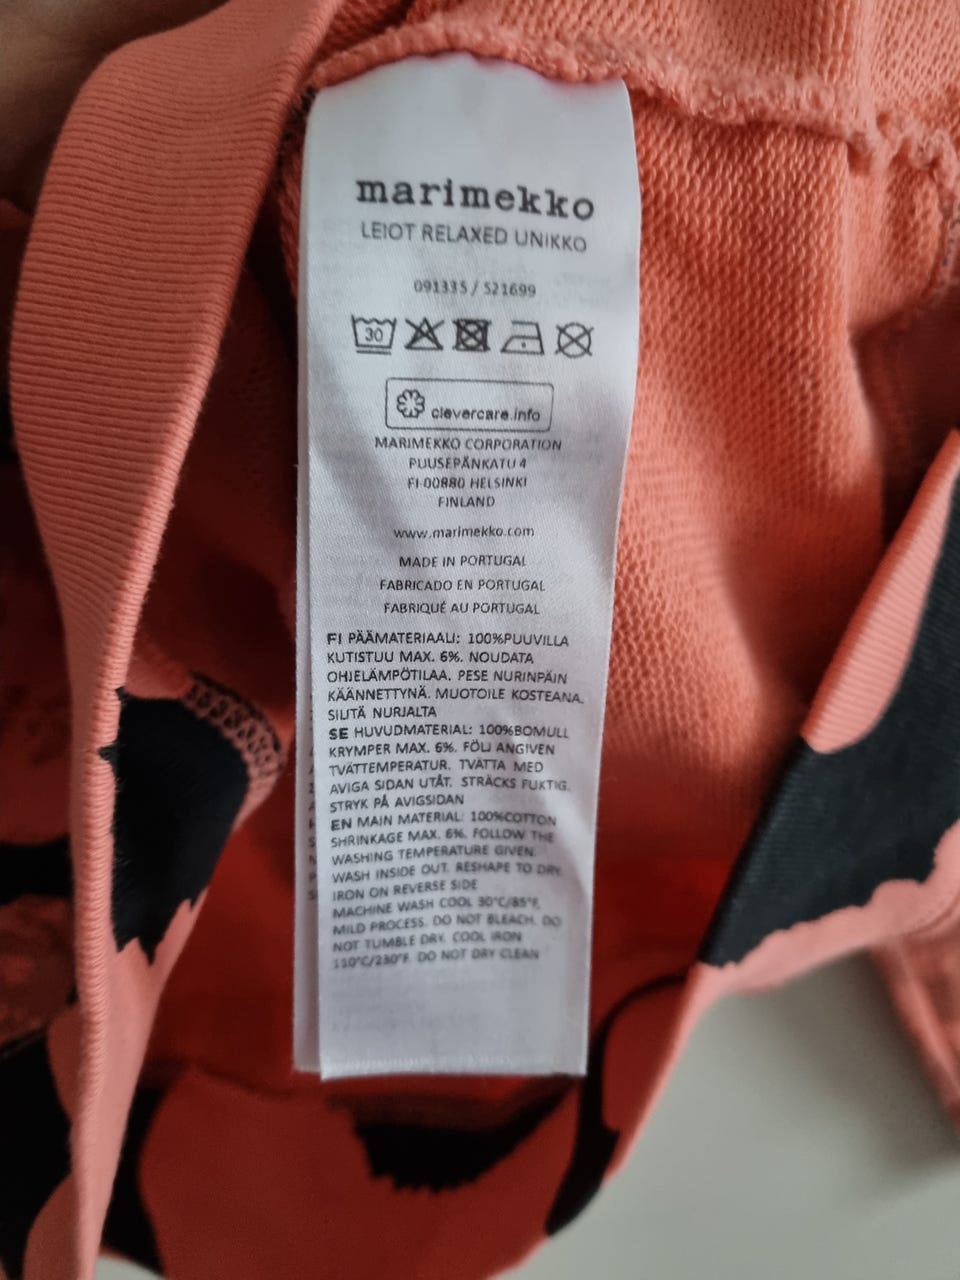 marimekko
LEIOT RELAXED UNIKKO
091335 / 521699
30
clevercare.info
MARIMEKKO CORPORATION
PUUSEPÄNKATU 4
FI-00880 HELSINKI
FINLAND
www.marimekko.com
MADE IN PORTUGAL
FABRICADO EN PORTUGAL
FABRIQUÉ AU PORTUGAL
FI PÄÄMATERIAALI: 100%PUUVILLA
KUTISTUU MAX. 6%. NOUDATA
OHJELÄMPÖTILAA. PESE NURINPÄIN
KÄÄNNETTYNÄ. MUOTOILE KOSTEANA.
SILITÄ NURJALTA
SE HUVUDMATERIAL: 100%BOMULL
KRYMPER MAX. 6%. FÖLJ ANGIVEN
TVÄTTEMPERATUR. TVÄTTA MED
AVIGA SIDAN UTÅT. STRÄCKS FUKTIG.
STRYK PÅ AVIGSIDAN
EN MAIN MATERIAL: 100%COTTON
SHRINKAGE MAX. 6%. FOLLOW THE
WASHING TEMPERATURE GIVEN.
WASH INSIDE OUT. RESHAPE TO DRY.
IRON ON REVERSE SIDE
MACHINE WASH COOL 30°C/85°F,
MILD PROCESS. DO NOT BLEACH. DO
NOT TUMBLE DRY. COOL IRON
110°C/230°F. DO NOT DRY CLEAN